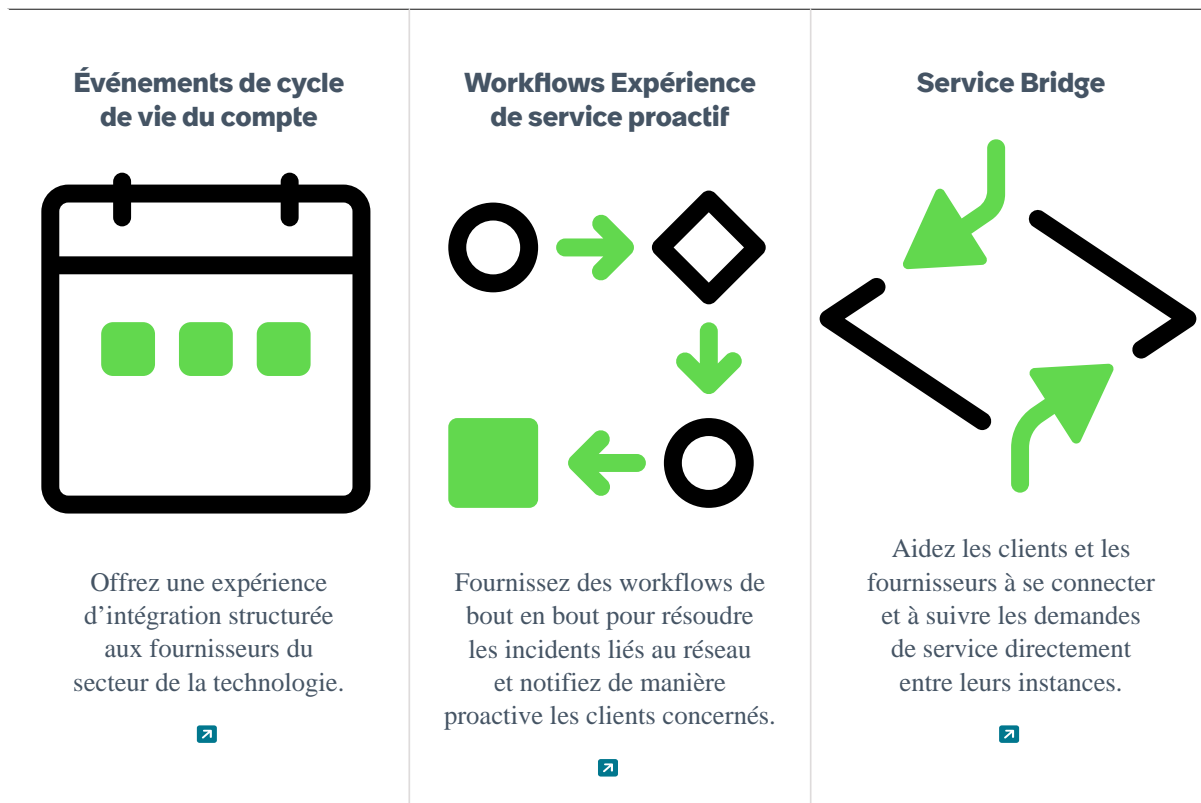 Événements de cycle
de vie du compte
Offrez une expérience
d’intégration structurée
aux fournisseurs du
secteur de la technologie.
Workflows Expérience
de service proactif
Fournissez des workflows de
bout en bout pour résoudre
les incidents liés au réseau
et notifiez de manière
proactive les clients concernés.
Service Bridge
Aidez les clients et les
fournisseurs à se connecter
et à suivre les demandes
de service directement
entre leurs instances.